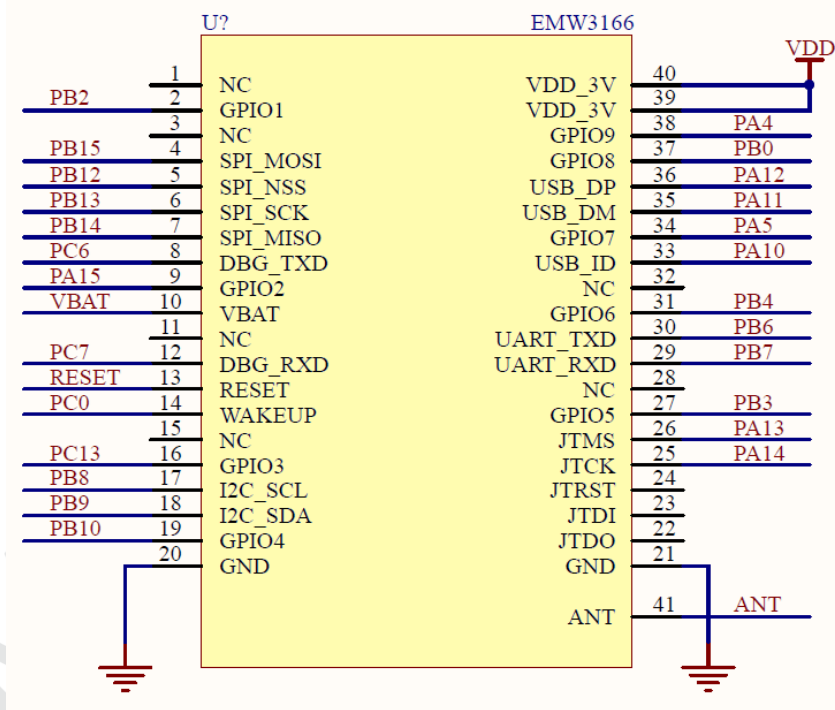 U? EMW3166
VDD
1 NC VDD_3V 40
PB2 2 GPIO1 VDD_3V 39
3 NC GPIO9 38 PA4
PB15 4 SPI_MOSI GPIO8 37 PB0
PB12 5 SPI_NSS USB_DP 36 PA12
PB13 6 SPI_SCK USB_DM 35 PA11
PB14 7 SPI_MISO GPIO7 34 PA5
PC6 8 DBG_TXD USB_ID 33 PA10
PA15 9 GPIO2 NC 32
VBAT 10 VBAT GPIO6 31 PB4
11 NC UART_TXD 30 PB6
PC7 12 DBG_RXD UART_RXD 29 PB7
RESET 13 RESET NC 28
PC0 14 WAKEUP GPIO5 27 PB3
15 NC JTMS 26 PA13
PC13 16 GPIO3 JTCK 25 PA14
PB8 17 I2C_SCL JTRST 24
PB9 18 I2C_SDA JTDI 23
PB10 19 GPIO4 JTDO 22
20 GND GND 21
ANT 41 ANT